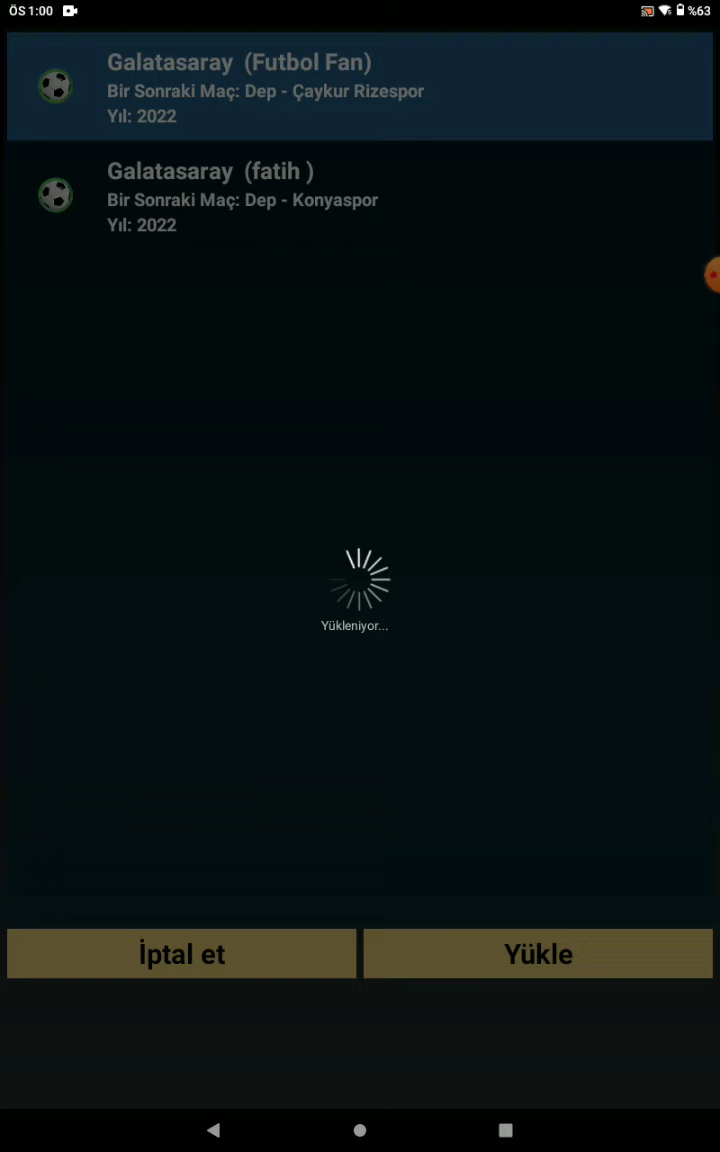 ÖS 1:00
%63
Galatasaray (Futbol Fan)
Bir Sonraki Maç: Dep - Çaykur Rizespor
Yıl: 2022
Galatasaray (fatih )
Bir Sonraki Maç: Dep - Konyaspor
Yıl: 2022
Yükleniyor...
İptal et
Yükle